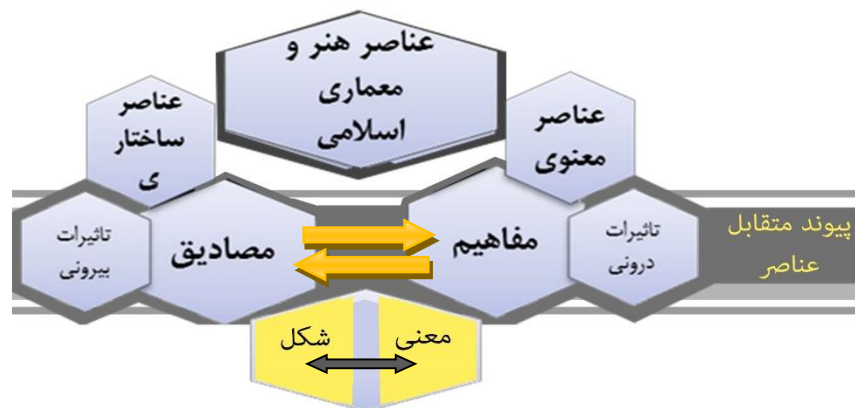 عناصر هنر و
معماری
اسلامی
عناصر
معنوی
عناصر
ساختار
ی
پیوند متقابل
عناصر
تاثیرات
درونی
مفاهیم
مصادیق
تاثیرات
بیرونی
معنی
شکل